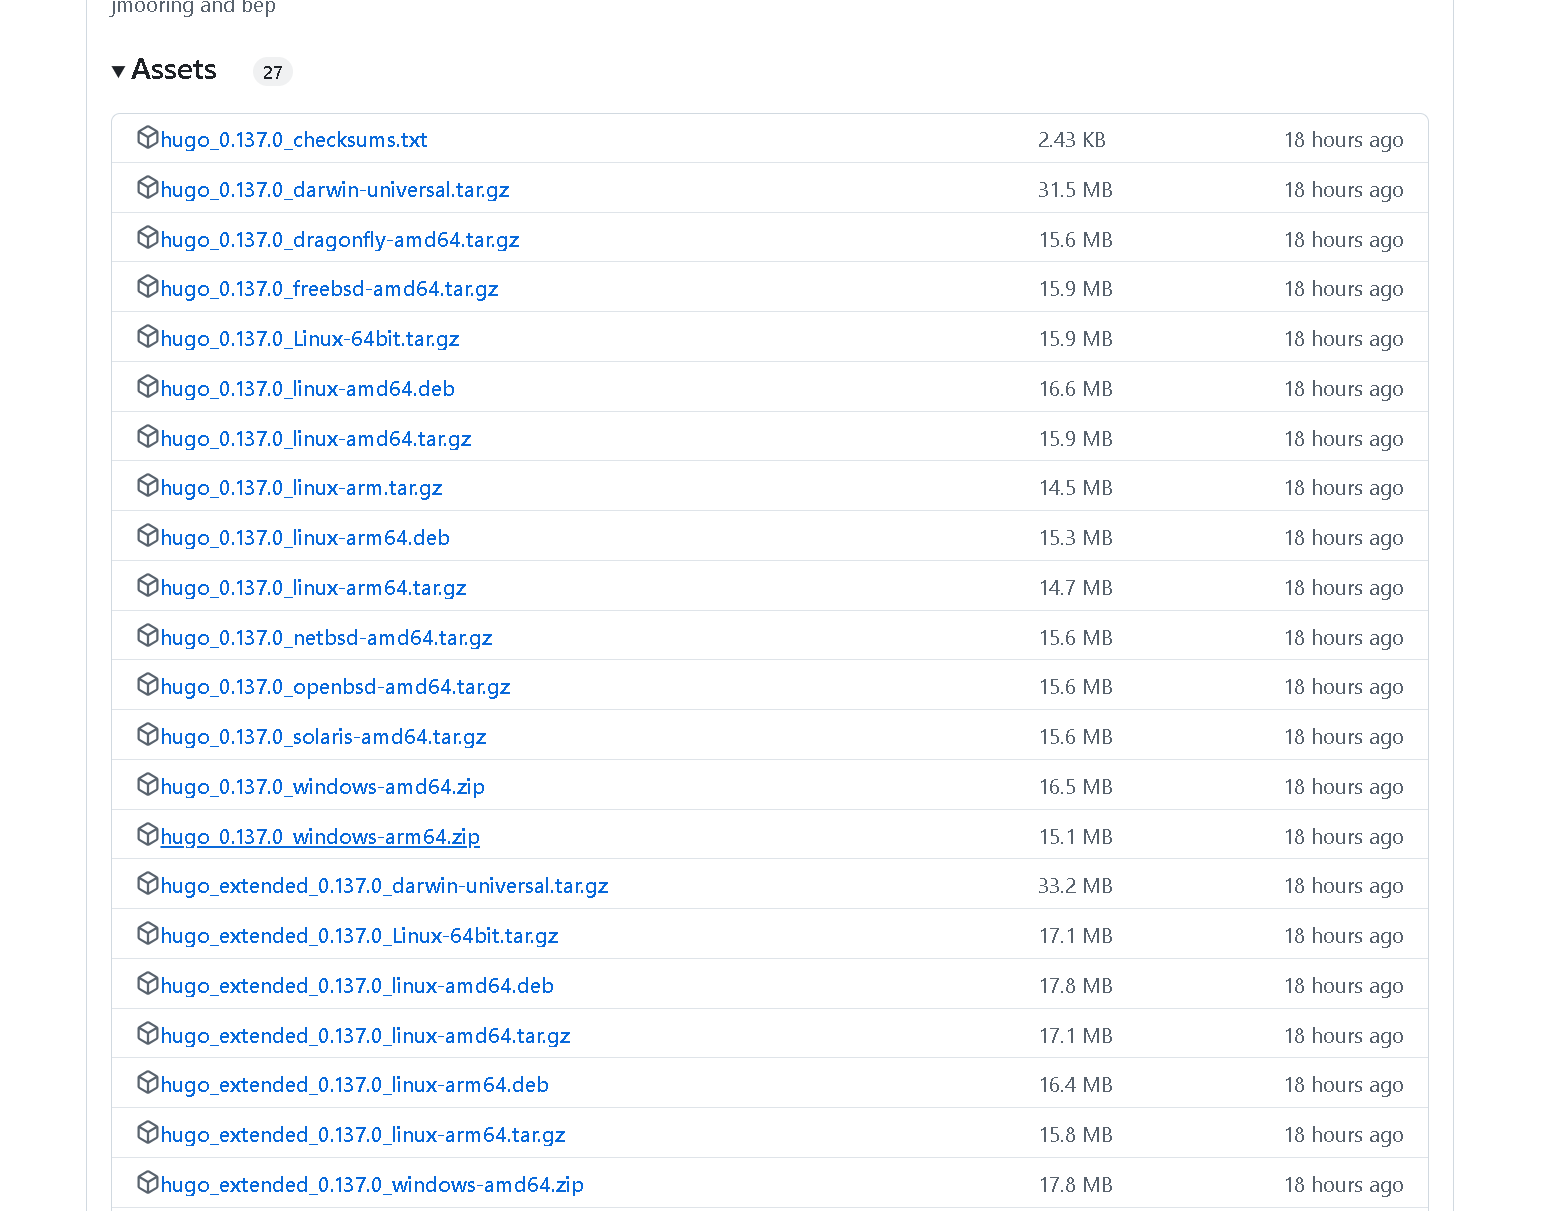 jmooring and bep
Assets 27
hugo_0.137.0_checksums.txt 2.43 KB 18 hours ago
hugo_0.137.0_darwin-universal.tar.gz 31.5 MB 18 hours ago
hugo_0.137.0_dragonfly-amd64.tar.gz 15.6 MB 18 hours ago
hugo_0.137.0_freebsd-amd64.tar.gz 15.9 MB 18 hours ago
hugo_0.137.0_Linux-64bit.tar.gz 15.9 MB 18 hours ago
hugo_0.137.0_linux-amd64.deb 16.6 MB 18 hours ago
hugo_0.137.0_linux-amd64.tar.gz 15.9 MB 18 hours ago
hugo_0.137.0_linux-arm.tar.gz 14.5 MB 18 hours ago
hugo_0.137.0_linux-arm64.deb 15.3 MB 18 hours ago
hugo_0.137.0_linux-arm64.tar.gz 14.7 MB 18 hours ago
hugo_0.137.0_netbsd-amd64.tar.gz 15.6 MB 18 hours ago
hugo_0.137.0_openbsd-amd64.tar.gz 15.6 MB 18 hours ago
hugo_0.137.0_solaris-amd64.tar.gz 15.6 MB 18 hours ago
hugo_0.137.0_windows-amd64.zip 16.5 MB 18 hours ago
hugo_0.137.0_windows-arm64.zip 15.1 MB 18 hours ago
hugo_extended_0.137.0_darwin-universal.tar.gz 33.2 MB 18 hours ago
hugo_extended_0.137.0_Linux-64bit.tar.gz 17.1 MB 18 hours ago
hugo_extended_0.137.0_linux-amd64.deb 17.8 MB 18 hours ago
hugo_extended_0.137.0_linux-amd64.tar.gz 17.1 MB 18 hours ago
hugo_extended_0.137.0_linux-arm64.deb 16.4 MB 18 hours ago
hugo_extended_0.137.0_linux-arm64.tar.gz 15.8 MB 18 hours ago
hugo_extended_0.137.0_windows-amd64.zip 17.8 MB 18 hours ago